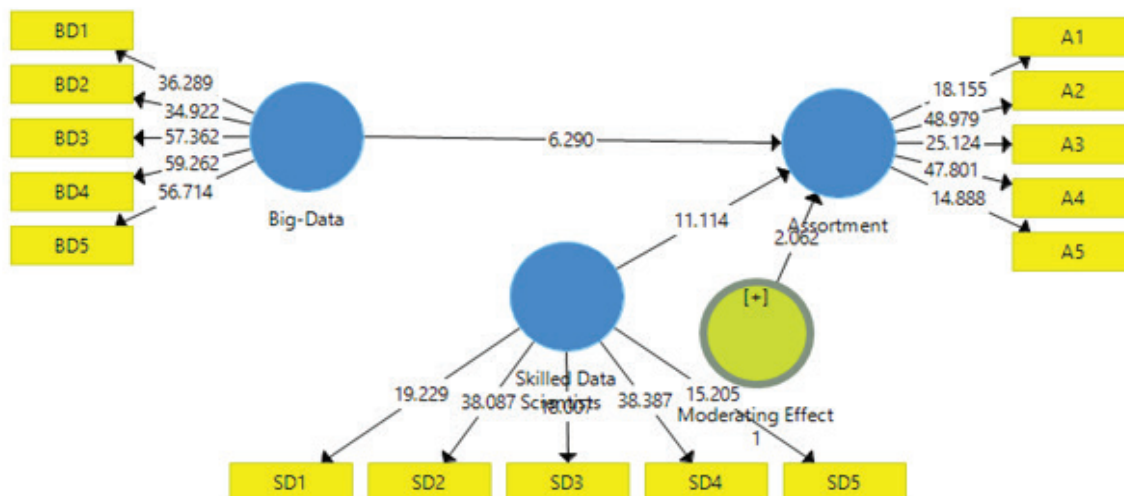 BD1
36.289
BD2
34.922
BD3
57.362
BD4
59.262
BD5
56.714
Big-Data
6.290
A1
18.155
A2
48.979
A3
25.124
A4
47.801
A5
14.888
Assortment
11.114
2.062
[+]
Skilled Data
Scientists
Moderating Effect
1
19.229
38.087
18.007
38.387
15.205
SD1
SD2
SD3
SD4
SD5